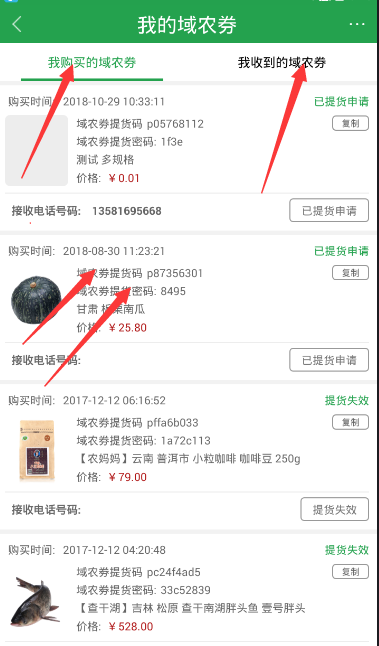 我的域农券
我购买的域农券 我收到的域农券
购买时间: 2018-10-29 10:33:11 已提货申请
域农券提货码 p05768112 复制
域农券提货密码: 1f3e
测试 多规格
价格: ￥0.01
接收电话号码: 13581695668 已提货申请
购买时间: 2018-08-30 11:23:21 已提货申请
域农券提货码 p87356301 复制
域农券提货密码: 8495
甘肃 板栗南瓜
价格: ￥25.80
接收电话号码: 已提货申请
购买时间: 2017-12-12 06:16:52 提货失效
域农券提货码 pffa6b033 复制
域农券提货密码: 1a72c113
【农妈妈】云南 普洱市 小粒咖啡 咖啡豆 250g
价格: ￥79.00
接收电话号码: 提货失效
购买时间: 2017-12-12 04:20:48 提货失效
域农券提货码 pc24f4ad5 复制
域农券提货密码: 33c52839
【查干湖】吉林 松原 查干南湖胖头鱼 壹号胖头
价格: ￥528.00